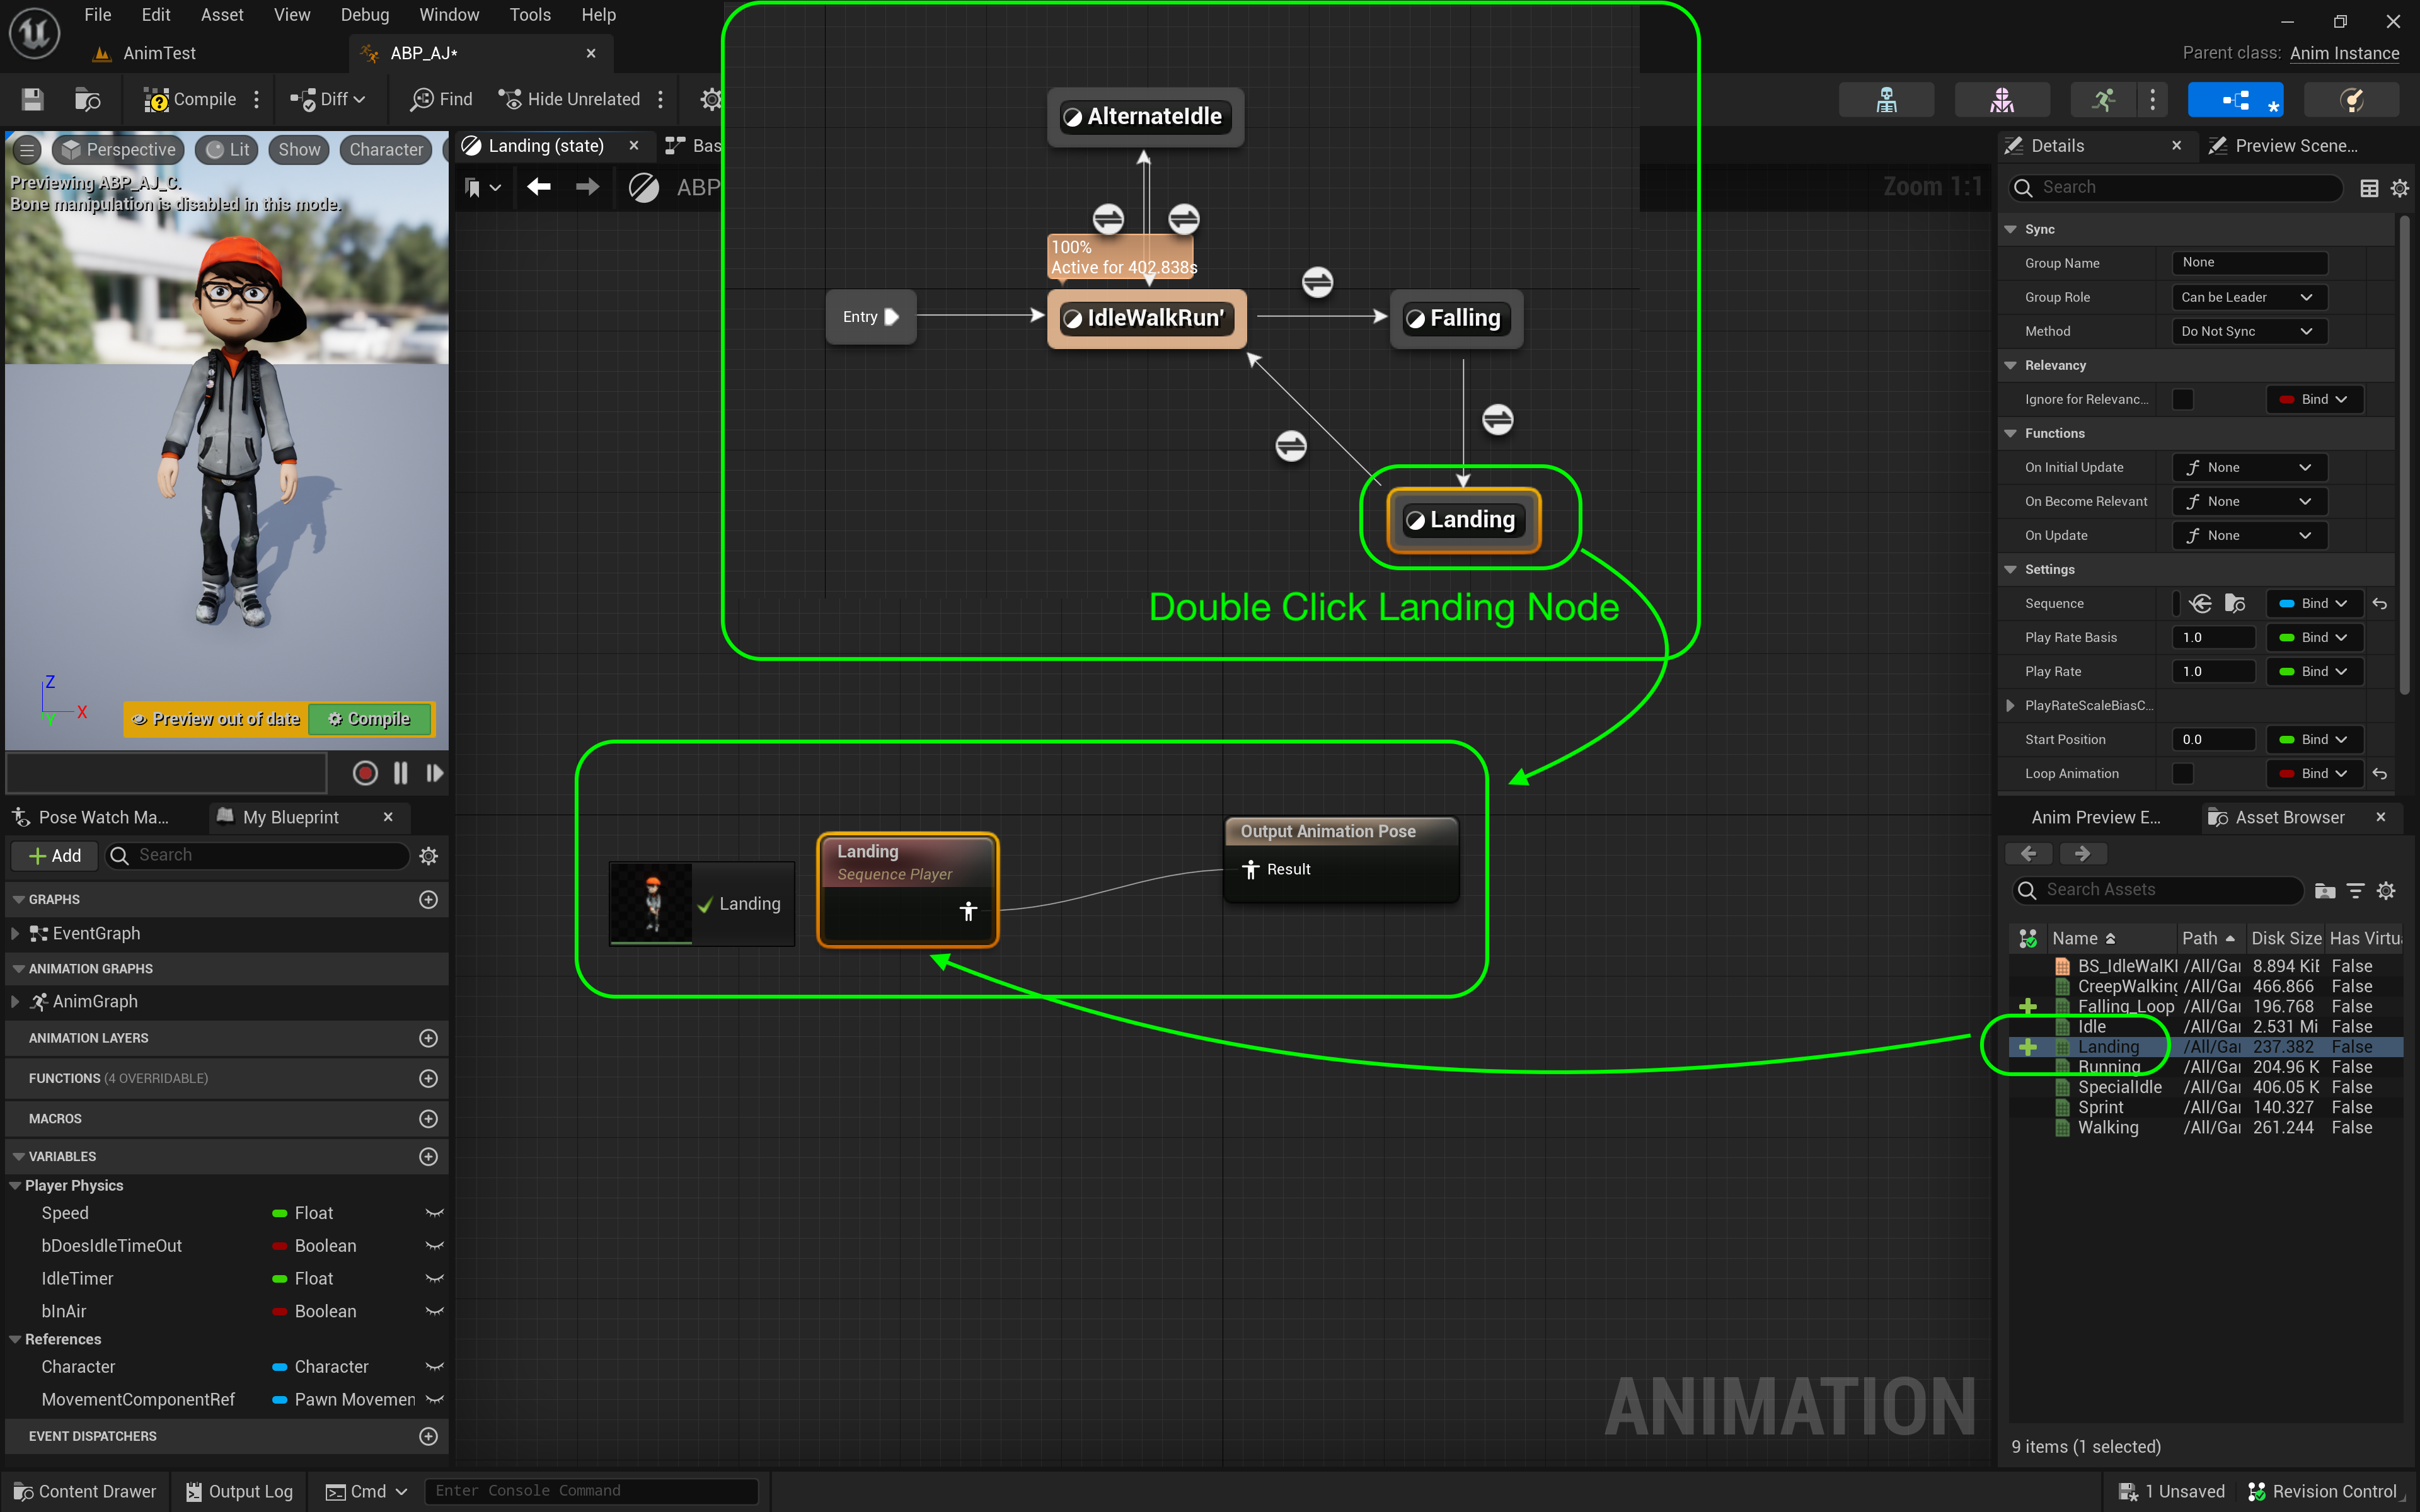 File Edit Asset View Debug Window Tools Help
AnimTest
ABP_AJ*
Parent class: Anim Instance
Compile
Diff
Find
Hide Unrelated
Perspective
Lit
Show
Character
Previewing ABP_AJ_C.
Bone manipulation is disabled in this mode.
Z
X
Y
Preview out of date
Compile
Landing (state)
Bas
ABP
Zoom 1:1
AlternateIdle
100%
Active for 402.838s
Entry
IdleWalkRun'
Falling
Landing
Double Click Landing Node
Landing
Landing
Sequence Player
Output Animation Pose
Result
ANIMATION
Pose Watch Ma...
My Blueprint
Add
Search
GRAPHS
EventGraph
ANIMATION GRAPHS
AnimGraph
ANIMATION LAYERS
FUNCTIONS (4 OVERRIDABLE)
MACROS
VARIABLES
Player Physics
Speed Float
bDoesIdleTimeOut Boolean
IdleTimer Float
bInAir Boolean
References
Character Character
MovementComponentRef Pawn Movemen
EVENT DISPATCHERS
Details
Preview Scene...
Search
Sync
Group Name None
Group Role Can be Leader
Method Do Not Sync
Relevancy
Ignore for Relevanc... Bind
Functions
On Initial Update None
On Become Relevant None
On Update None
Settings
Sequence Bind
Play Rate Basis 1.0 Bind
Play Rate 1.0 Bind
PlayRateScaleBiasC...
Start Position 0.0 Bind
Loop Animation Bind
Anim Preview E...
Asset Browser
Search Assets
Name Path Disk Size Has Virtu
BS_IdleWalk /All/Ga 8.894 KiB False
CreepWalking /All/Ga 466.866 False
Falling_Loop /All/Ga 196.768 False
Idle /All/Ga 2.531 Mi False
Landing /All/Ga 237.382 False
Running /All/Ga 204.96 K False
SpecialIdle /All/Ga 406.05 K False
Sprint /All/Ga 140.327 False
Walking /All/Ga 261.244 False
9 items (1 selected)
Content Drawer
Output Log
Cmd
Enter Console Command
1 Unsaved
Revision Control